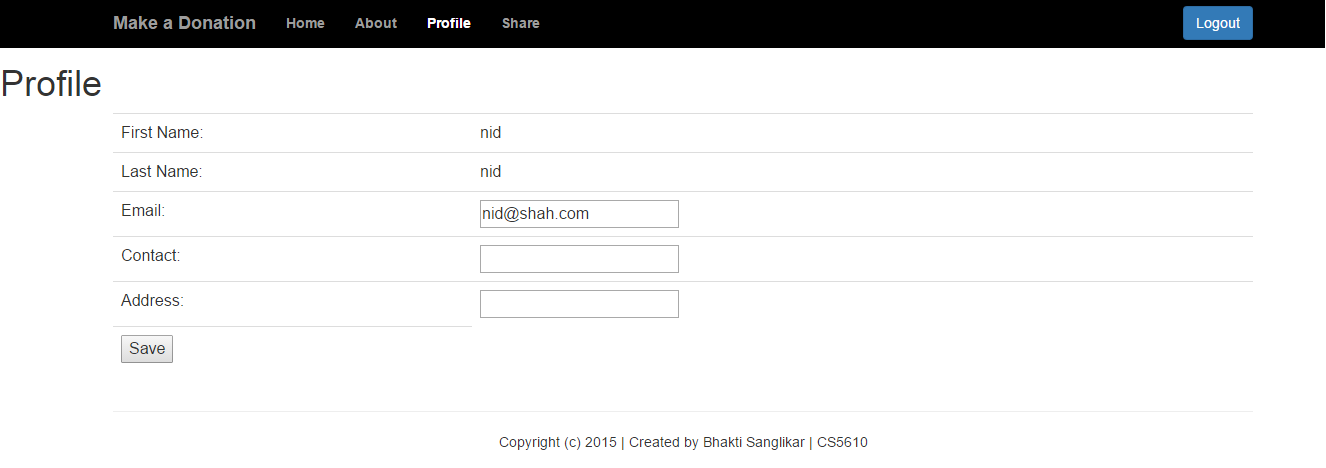 Make a Donation Home About Profile Share Logout
Profile
First Name: nid
Last Name: nid
Email: nid@shah.com
Contact:
Address:
Save
Copyright (c) 2015 | Created by Bhakti Sanglikar | CS5610